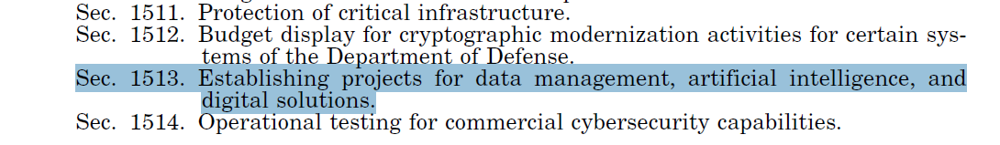 Sec. 1511. Protection of critical infrastructure.
Sec. 1512. Budget display for cryptographic modernization activities for certain sys-
tems of the Department of Defense.
Sec. 1513. Establishing projects for data management, artificial intelligence, and
digital solutions.
Sec. 1514. Operational testing for commercial cybersecurity capabilities.